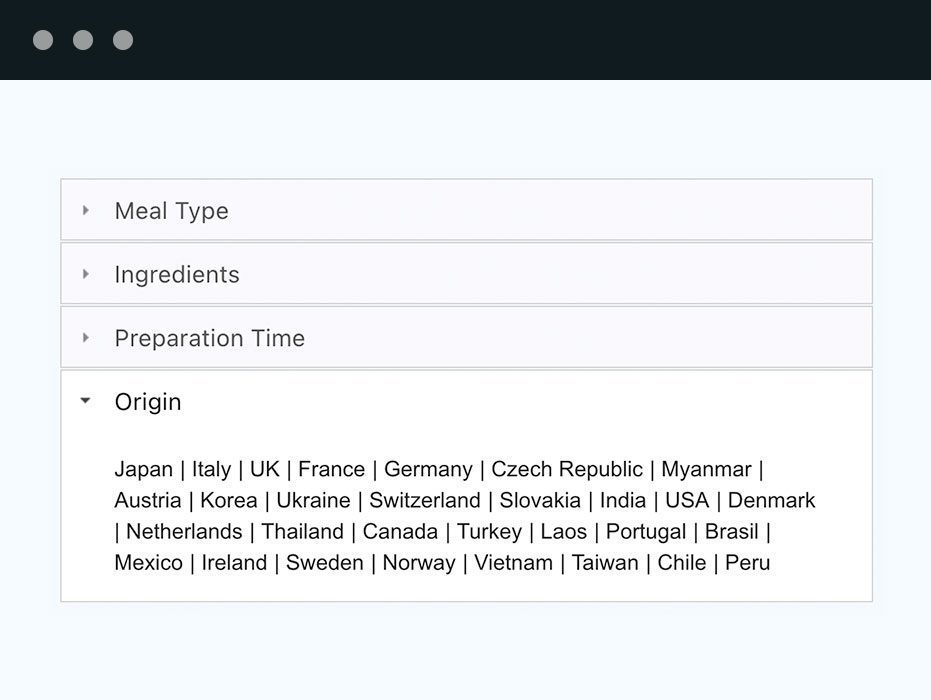 Meal Type
Ingredients
Preparation Time
Origin
Japan | Italy | UK | France | Germany | Czech Republic | Myanmar |
Austria | Korea | Ukraine | Switzerland | Slovakia | India | USA | Denmark
| Netherlands | Thailand | Canada | Turkey | Laos | Portugal | Brasil |
Mexico | Ireland | Sweden | Norway | Vietnam | Taiwan | Chile | Peru